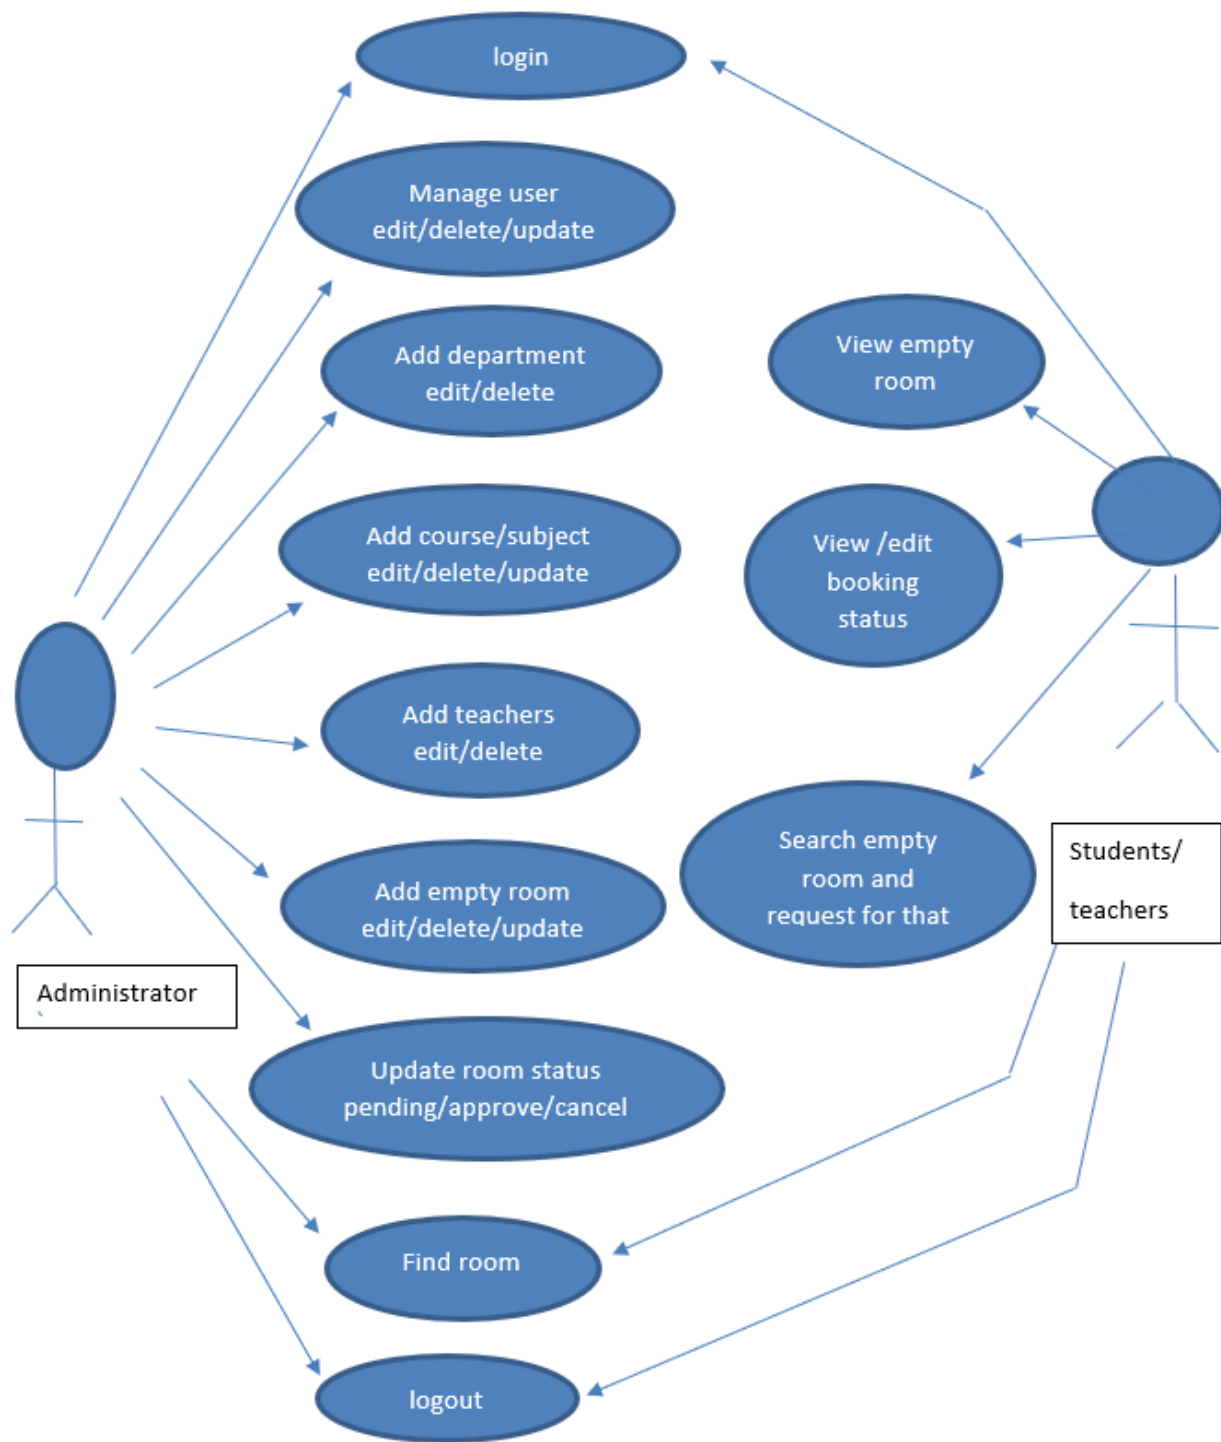 login
Manage user
edit/delete/update
Add department
edit/delete
View empty
room
Add course/subject
edit/delete/update
View /edit
booking
status
Add teachers
edit/delete
Search empty
room and
request for that
Students/
teachers
Add empty room
edit/delete/update
Administrator
Update room status
pending/approve/cancel
Find room
logout